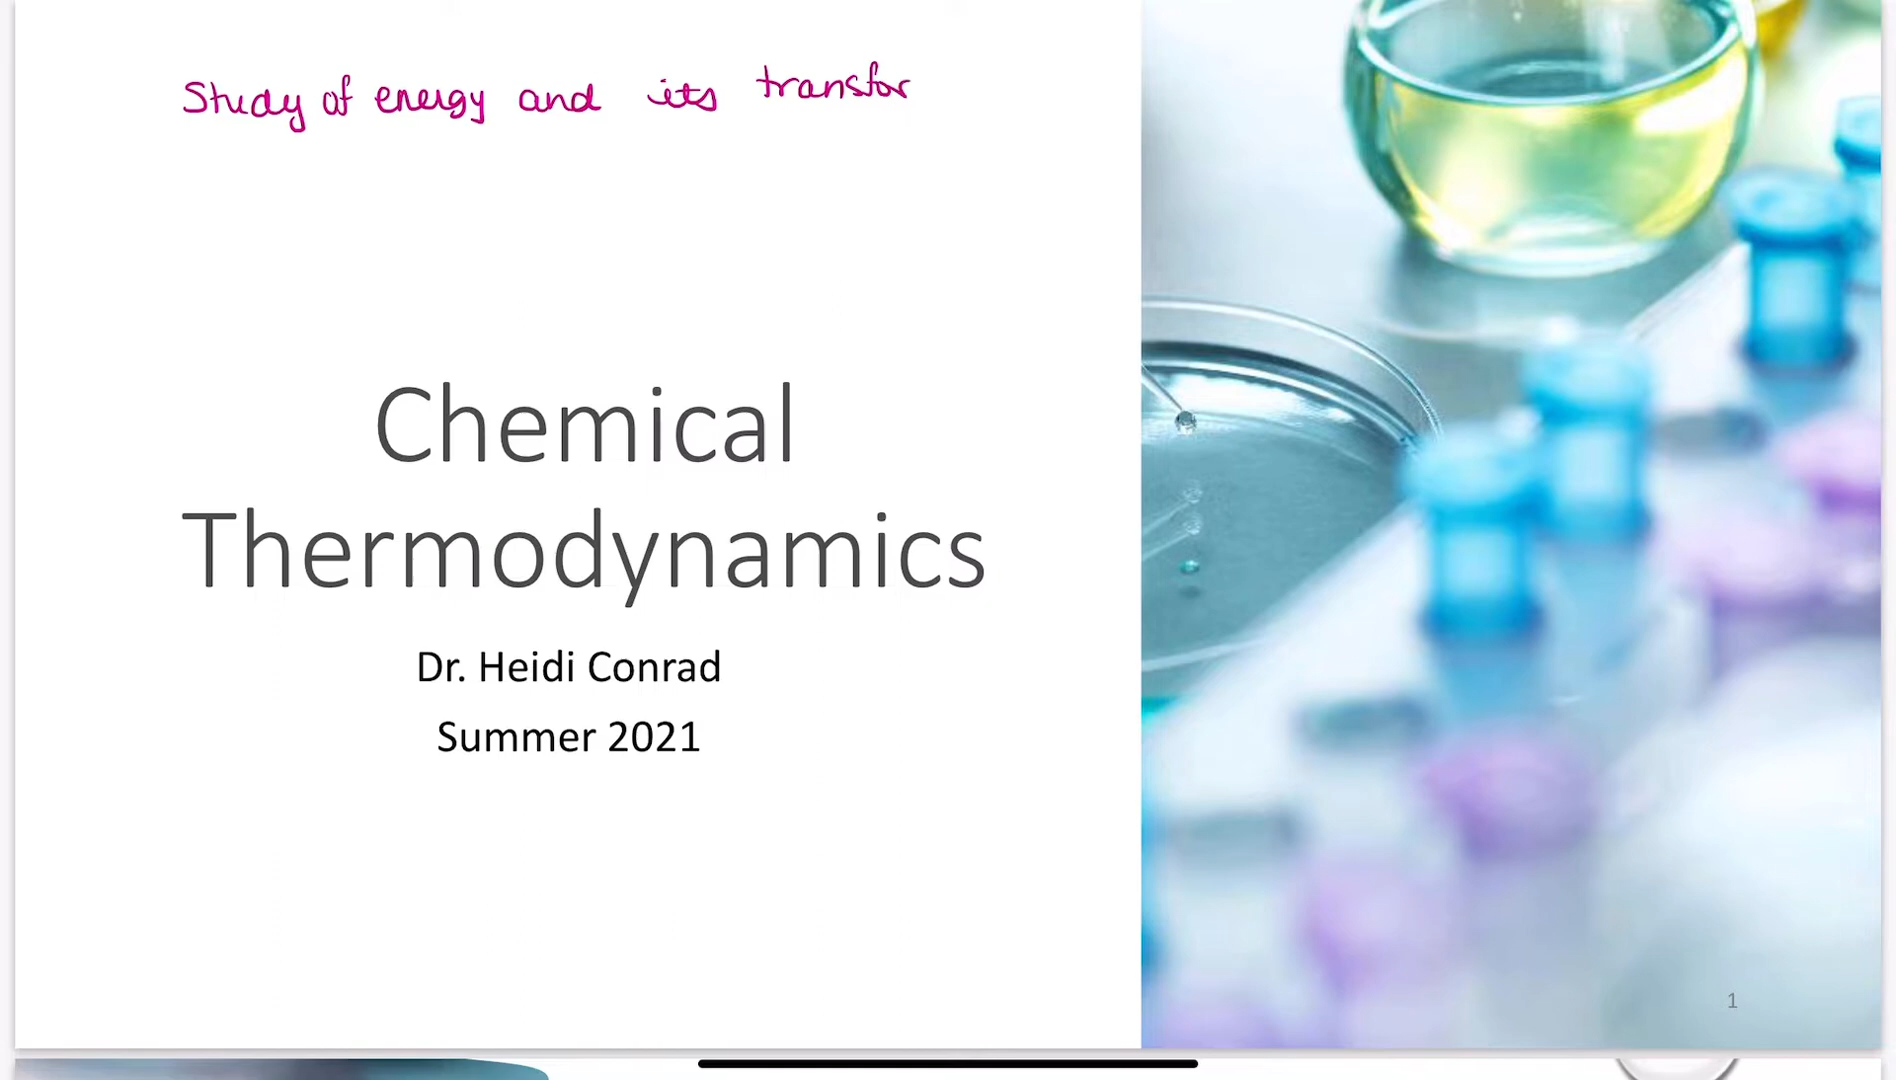 Study of energy and its transfor
Chemical
Thermodynamics
Dr. Heidi Conrad
Summer 2021
1